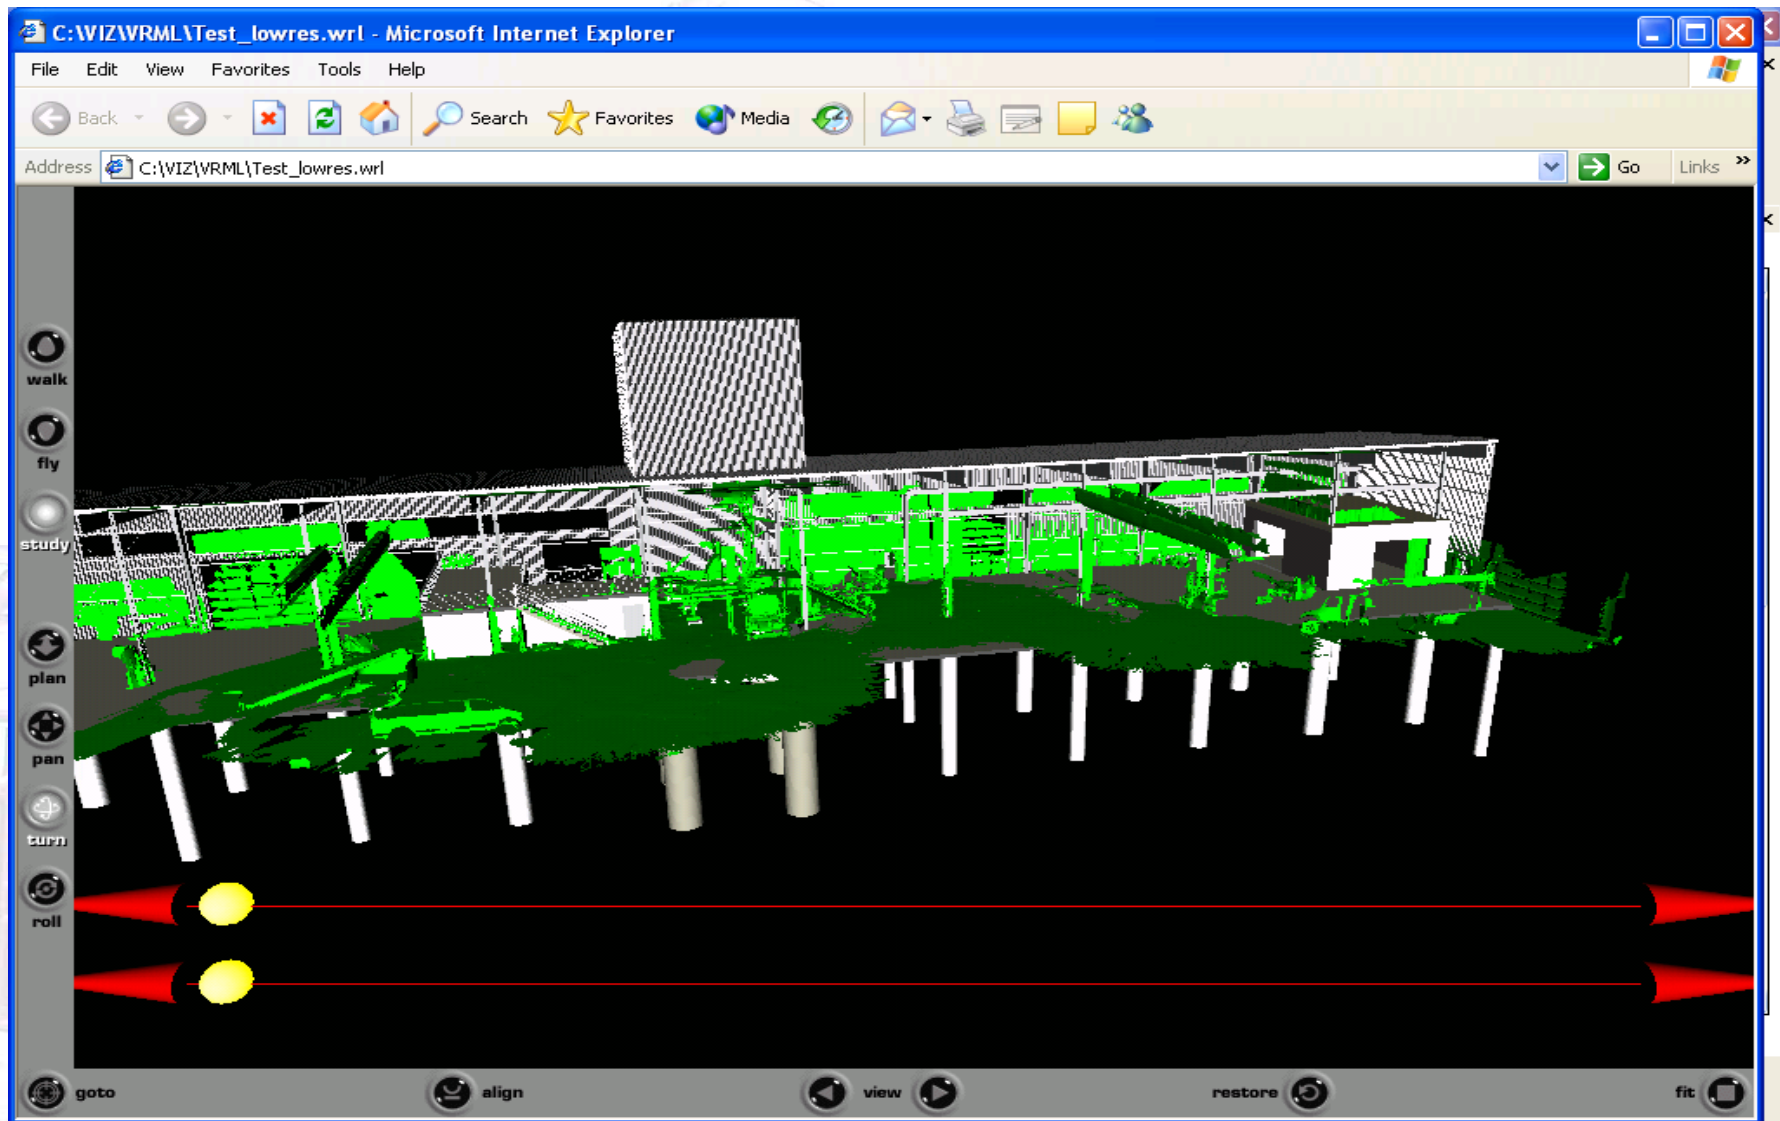 C:\VIZ\VRML\Test_lowres.wrl - Microsoft Internet Explorer
File Edit View Favorites Tools Help
Back Search Favorites Media
Address C:\VIZ\VRML\Test_lowres.wrl Go Links »
walk
fly
study
plan
pan
turn
roll
goto align view restore fit